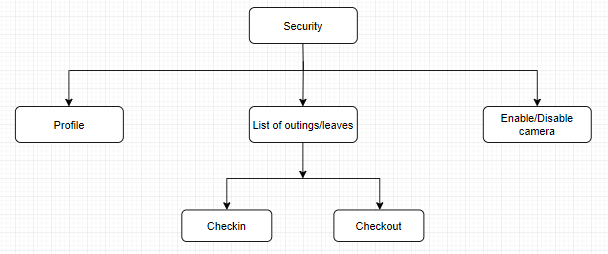 Security
Profile
List of outings/leaves
Enable/Disable
camera
Checkin
Checkout